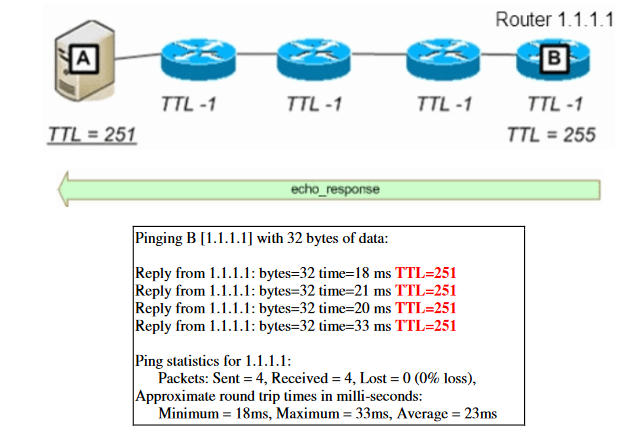 Router 1.1.1.1
A
B
TTL -1
TTL -1
TTL -1
TTL -1
TTL = 251
TTL = 255
echo_response
Pinging B [1.1.1.1] with 32 bytes of data:
Reply from 1.1.1.1: bytes=32 time=18 ms TTL=251
Reply from 1.1.1.1: bytes=32 time=21 ms TTL=251
Reply from 1.1.1.1: bytes=32 time=20 ms TTL=251
Reply from 1.1.1.1: bytes=32 time=33 ms TTL=251
Ping statistics for 1.1.1.1:
Packets: Sent = 4, Received = 4, Lost = 0 (0% loss),
Approximate round trip times in milli-seconds:
Minimum = 18ms, Maximum = 33ms, Average = 23ms